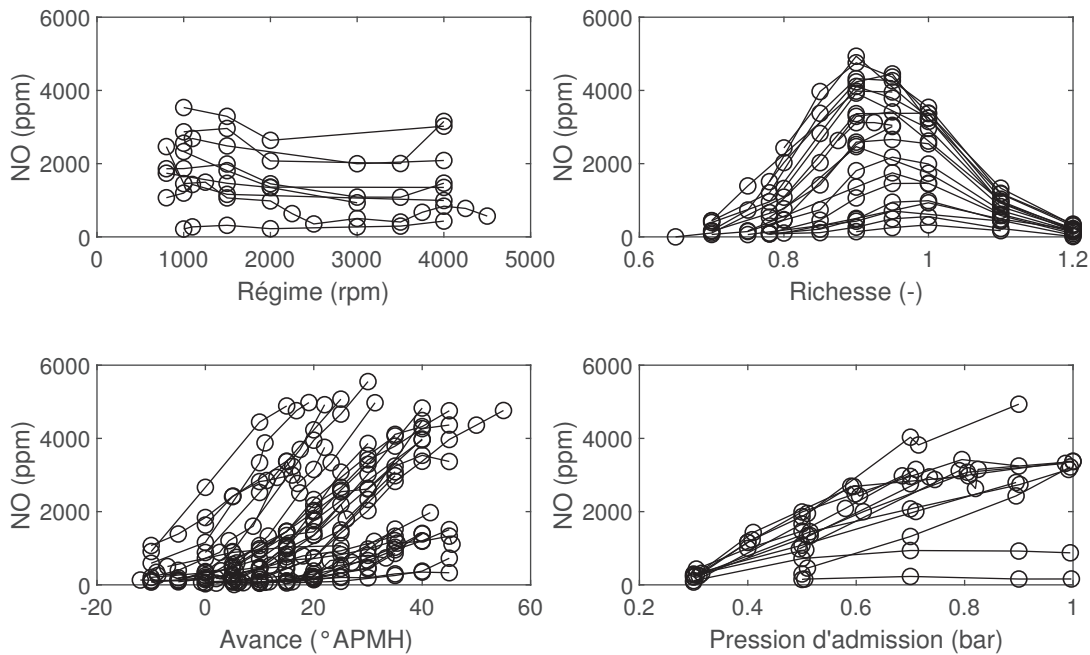 NO (ppm)
6000
4000
2000
0
0 1000 2000 3000 4000 5000
Régime (rpm)
NO (ppm)
6000
4000
2000
0
0.6 0.8 1 1.2
Richesse (-)
NO (ppm)
6000
4000
2000
0
-20 0 20 40 60
Avance (°APMH)
NO (ppm)
6000
4000
2000
0
0.2 0.4 0.6 0.8 1
Pression d'admission (bar)